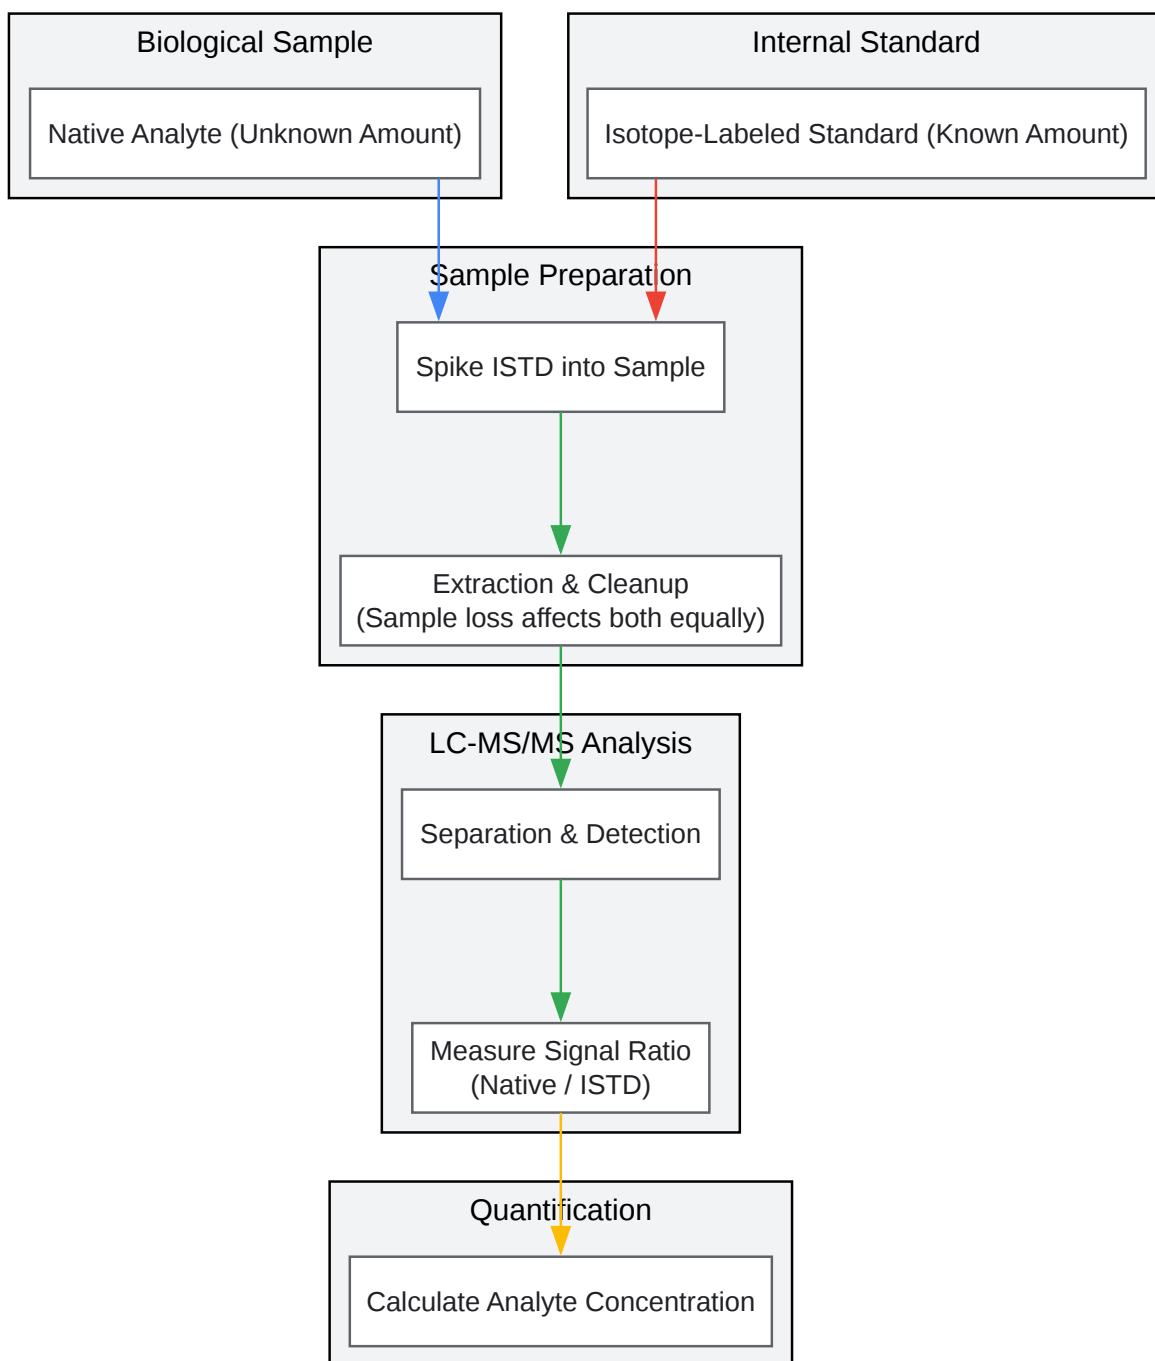 Biological Sample
Internal Standard
Native Analyte (Unknown Amount)
Isotope-Labeled Standard (Known Amount)
Sample Preparation
Spike ISTD into Sample
Extraction & Cleanup
(Sample loss affects both equally)
LC-MS/MS Analysis
Separation & Detection
Measure Signal Ratio
(Native / ISTD)
Quantification
Calculate Analyte Concentration